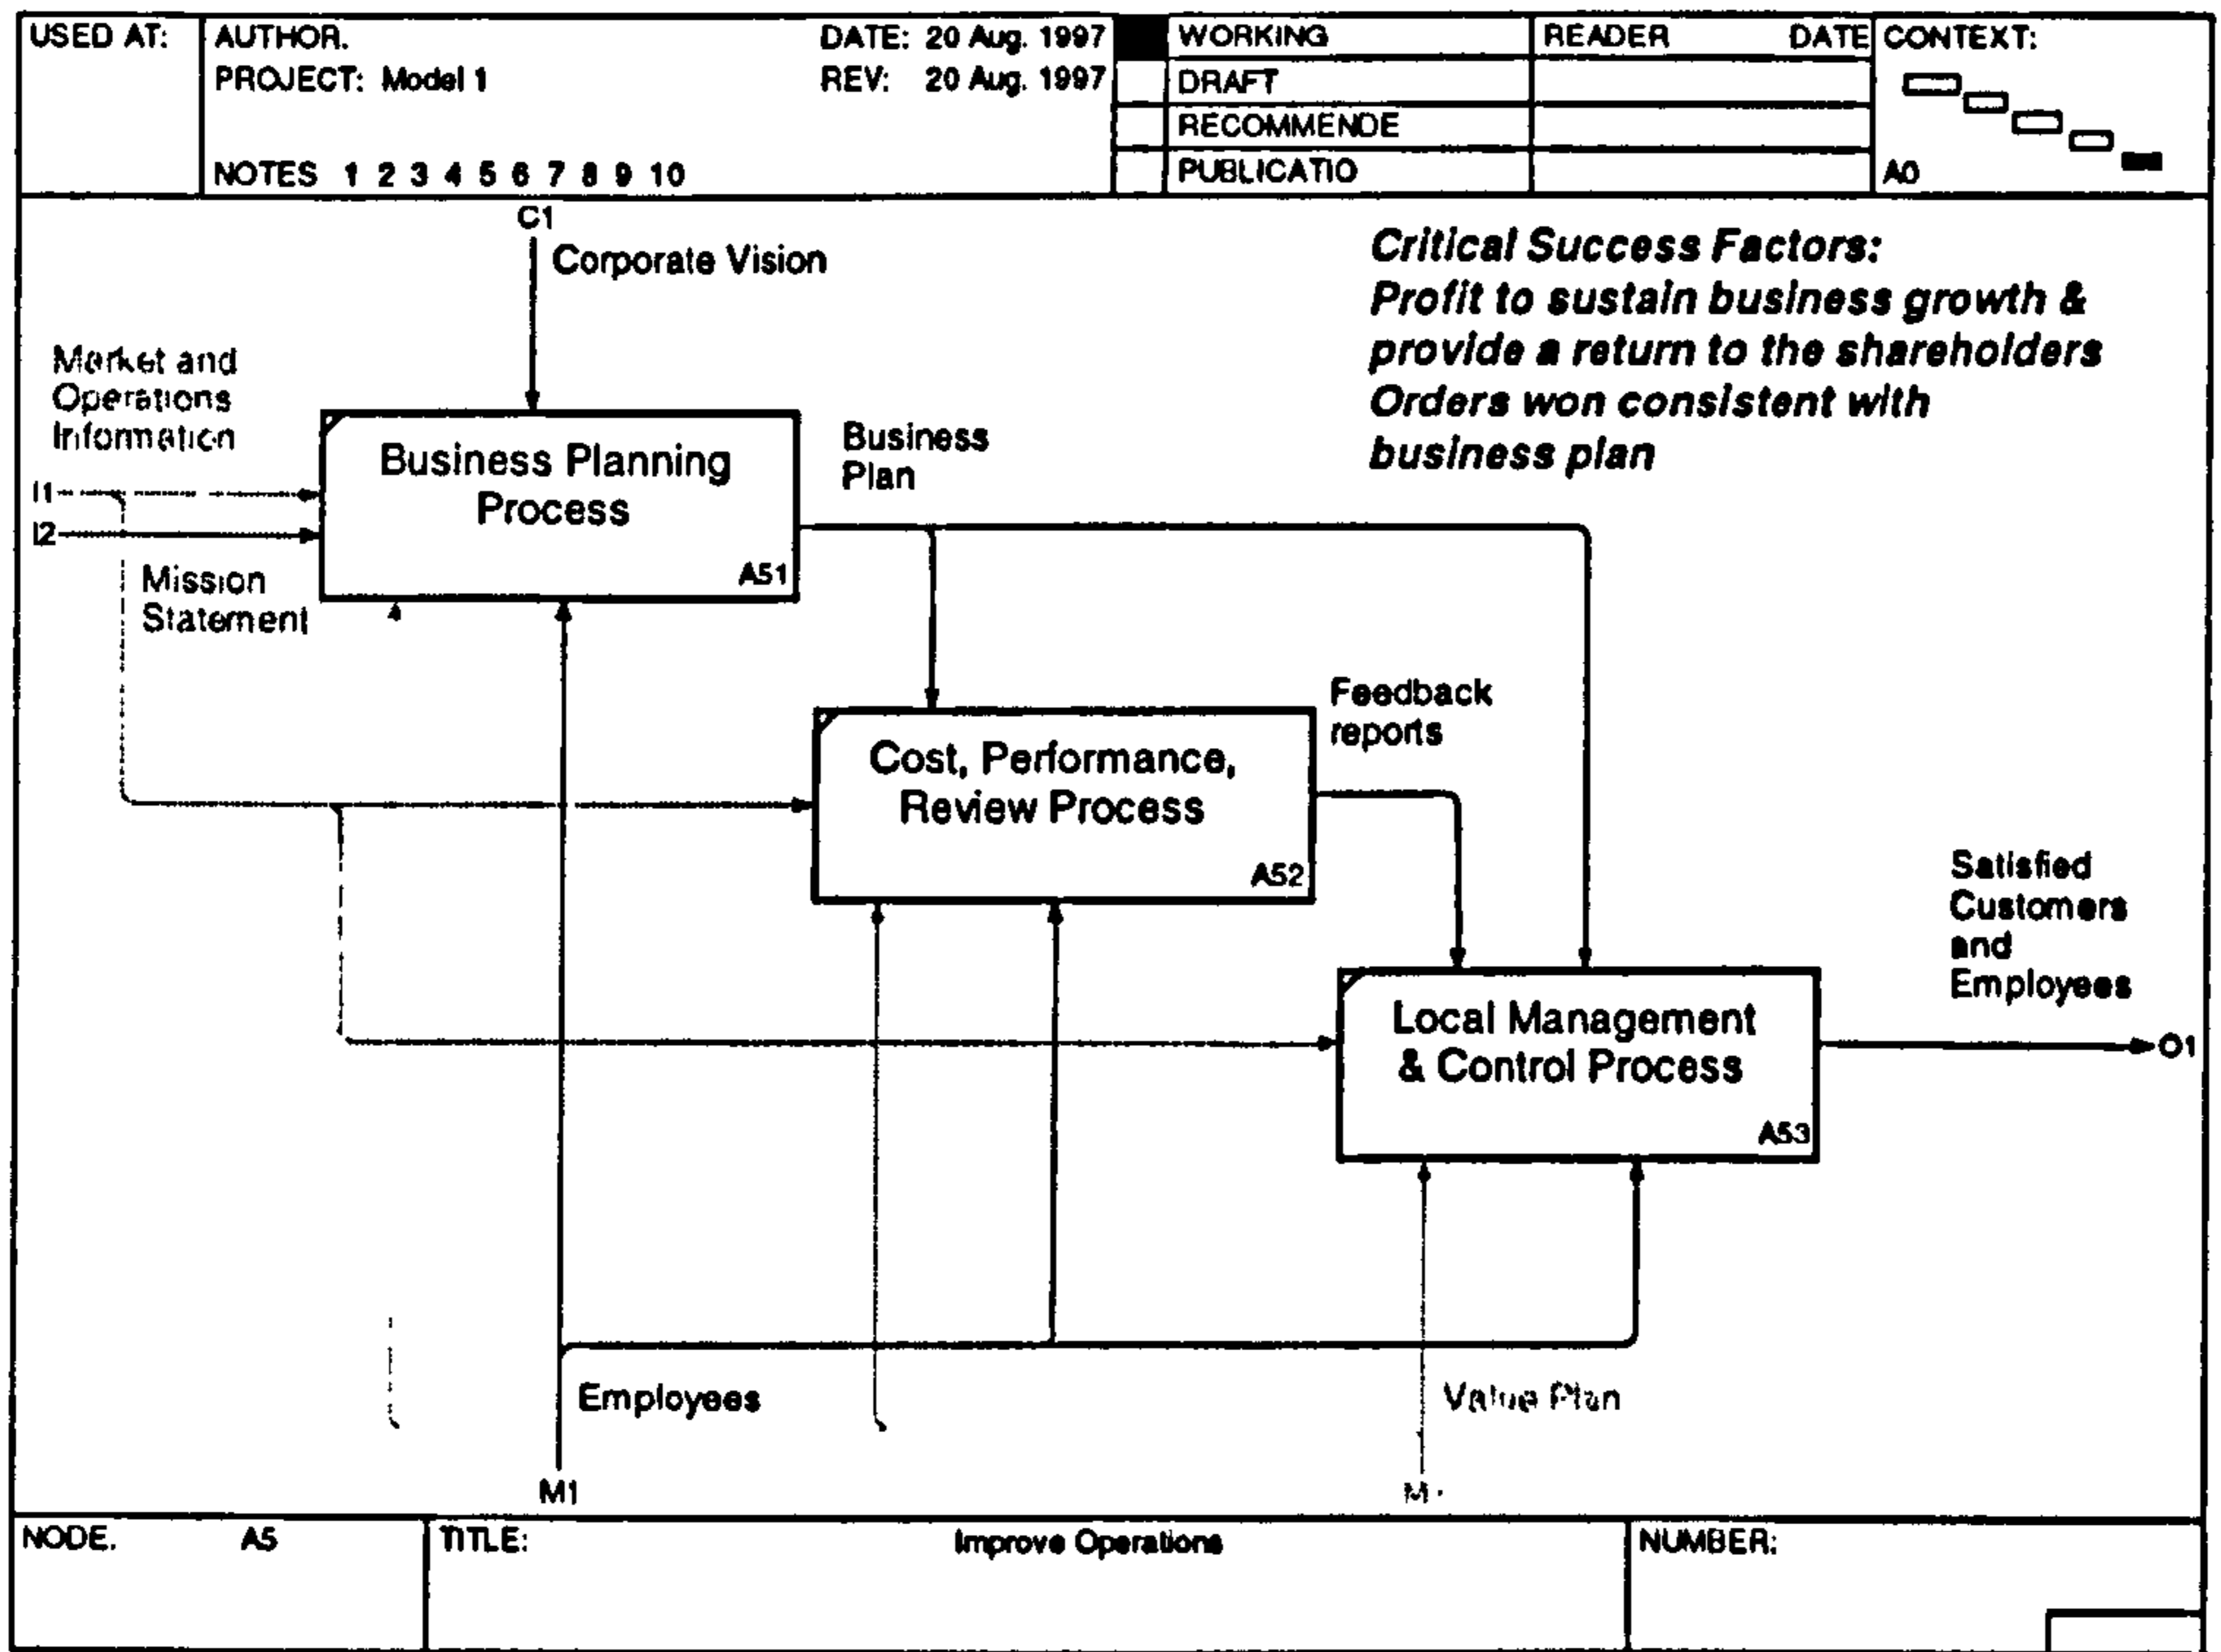 USED AT:
AUTHOR.
DATE: 20 Aug. 1997
PROJECT: Model 1
REV: 20 Aug. 1997
NOTES 1 2 3 4 5 6 7 8 9 10
WORKING
DRAFT
RECOMMENDE
PUBLICATIO
READER DATE
CONTEXT:
A0
C1
Corporate Vision
Critical Success Factors:
Profit to sustain business growth &
provide a return to the shareholders
Orders won consistent with
business plan
Market and
Operations
Information
I1
I2
Mission
Statement
Business Planning
Process
A51
Business
Plan
Cost, Performance,
Review Process
A52
Feedback
reports
Local Management
& Control Process
A53
Satisfied
Customers
and
Employees
O1
Employees
Value Plan
M1
NODE. A5
TITLE: Improve Operations
NUMBER: